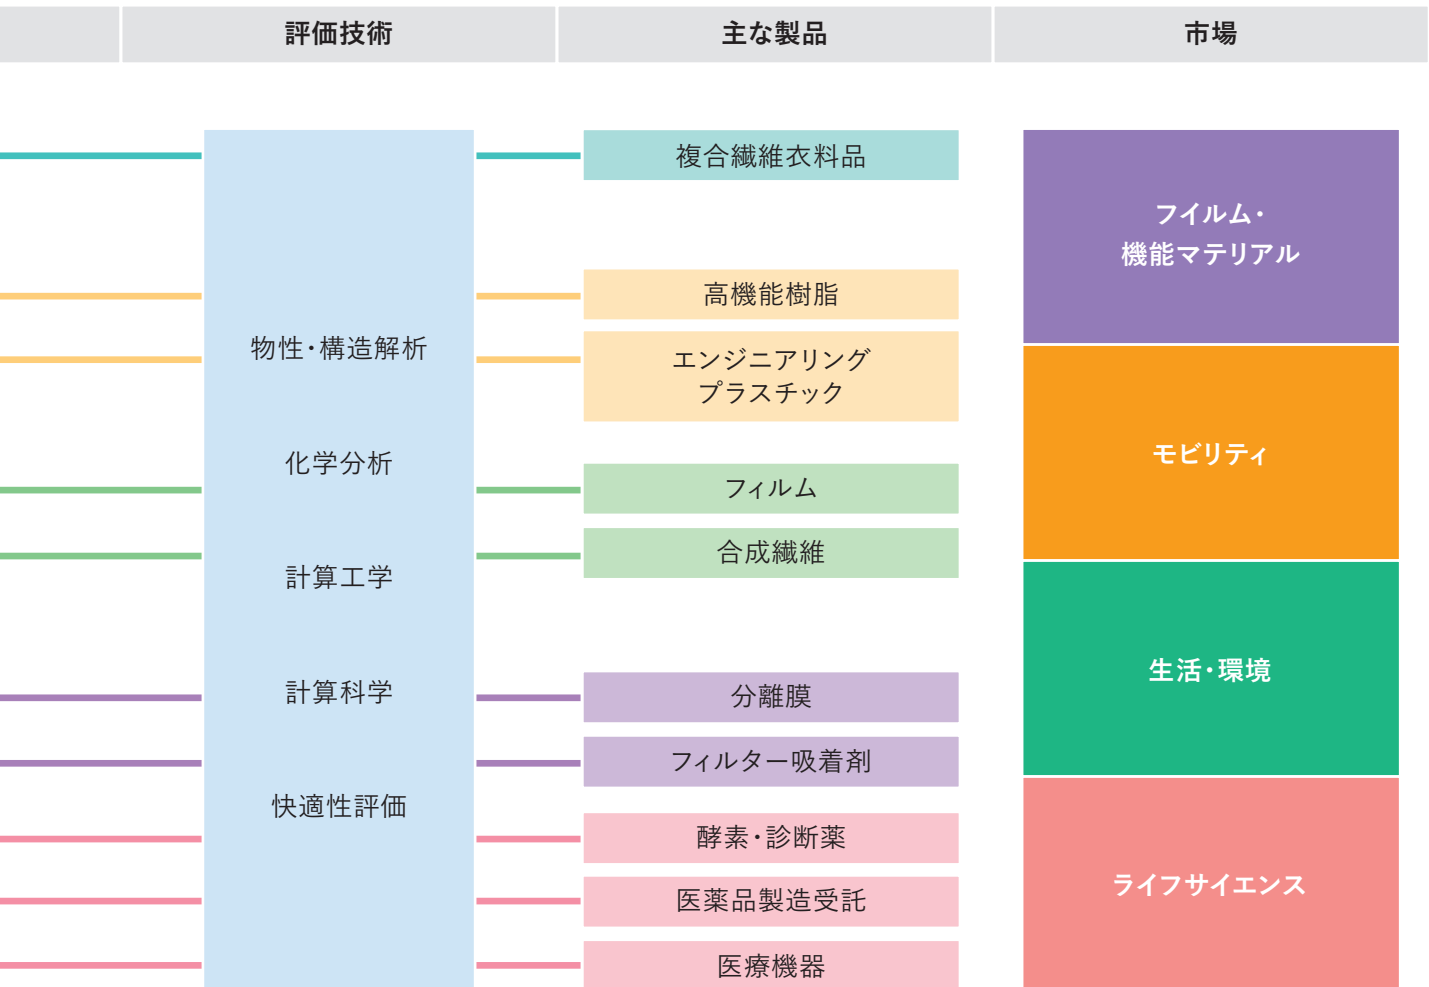 評価技術
主な製品
市場
物性・構造解析
化学分析
計算工学
計算科学
快適性評価
複合繊維衣料品
高機能樹脂
エンジニアリング
プラスチック
フィルム
合成繊維
分離膜
フィルター吸着剤
酵素・診断薬
医薬品製造受託
医療機器
フイルム・
機能マテリアル
モビリティ
生活・環境
ライフサイエンス